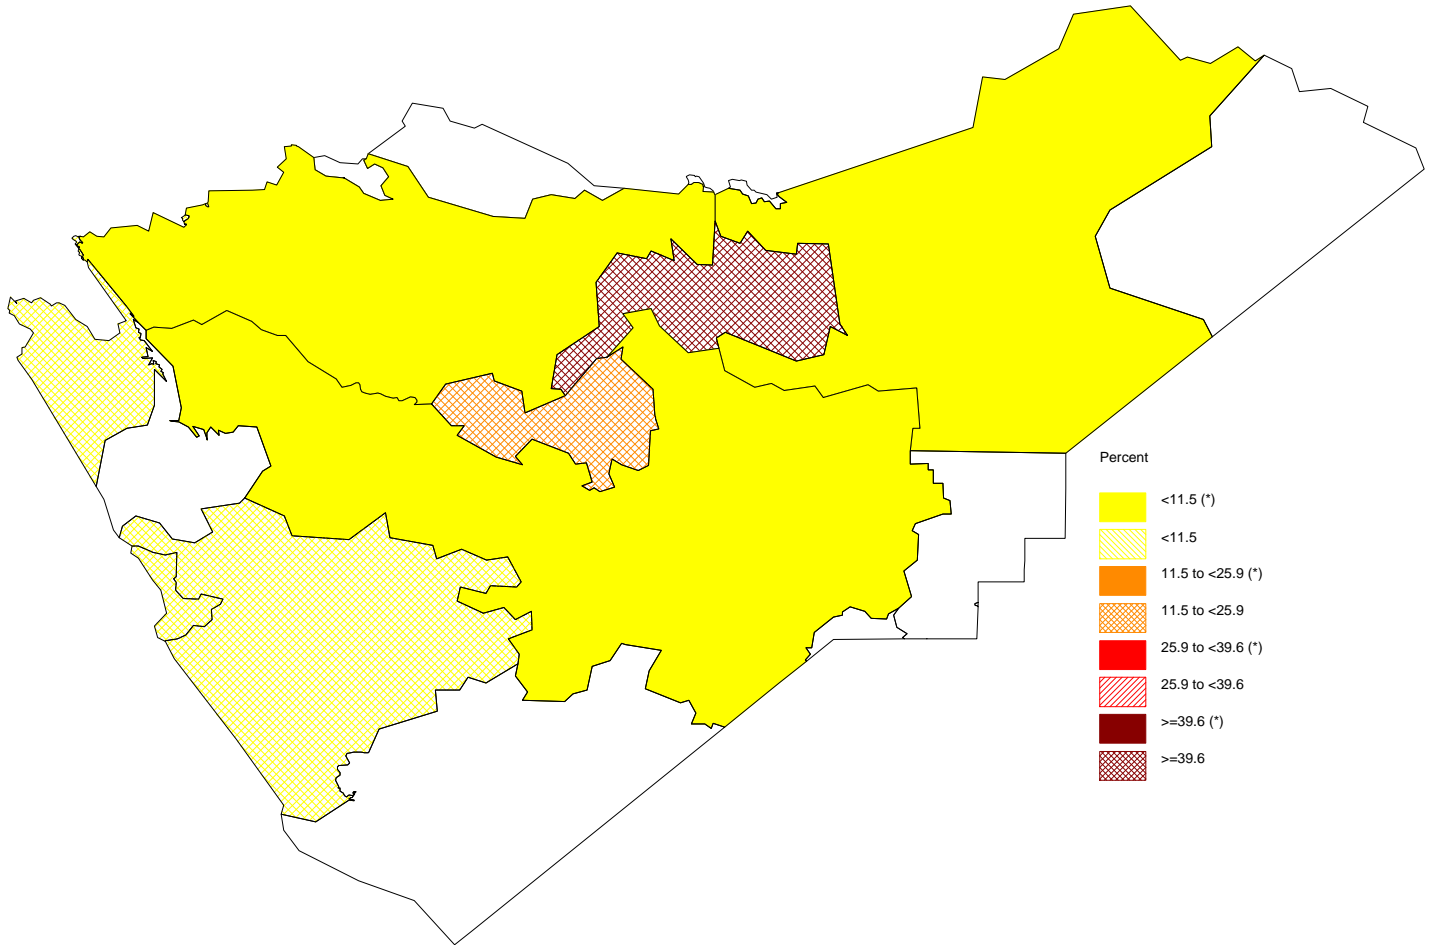 Percent
<11.5 (*)
<11.5
11.5 to <25.9 (*)
11.5 to <25.9
25.9 to <39.6 (*)
25.9 to <39.6
>=39.6 (*)
>=39.6